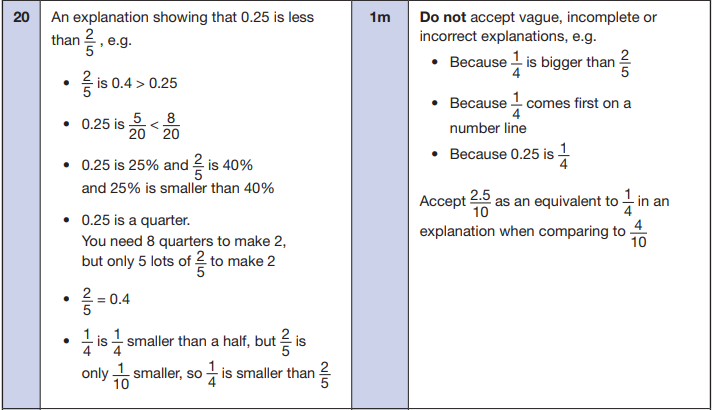 20
An explanation showing that 0.25 is less
than 2/5, e.g.
• 2/5 is 0.4 > 0.25
• 0.25 is 5/20 < 8/20
• 0.25 is 25% and 2/5 is 40%
and 25% is smaller than 40%
• 0.25 is a quarter.
You need 8 quarters to make 2,
but only 5 lots of 2/5 to make 2
• 2/5 = 0.4
• 1/4 is 1/4 smaller than a half, but 2/5 is
only 1/10 smaller, so 1/4 is smaller than 2/5
1m
Do not accept vague, incomplete or
incorrect explanations, e.g.
• Because 1/4 is bigger than 2/5
• Because 1/4 comes first on a
number line
• Because 0.25 is 1/4
Accept 2.5/10 as an equivalent to 1/4 in an
explanation when comparing to 4/10